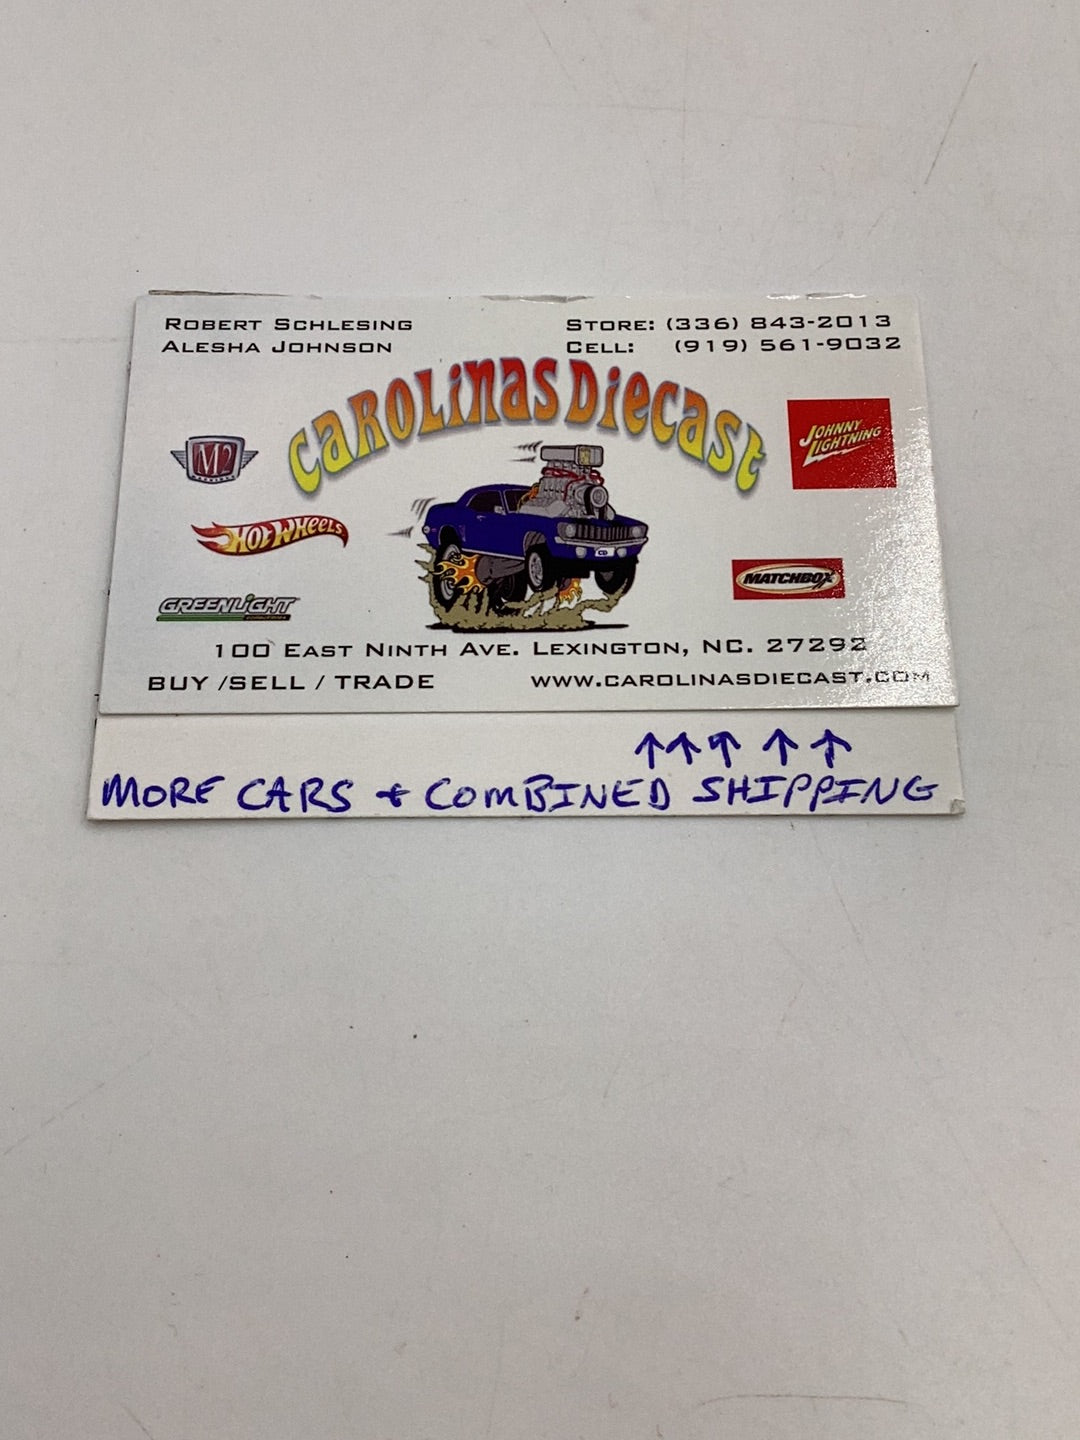 ROBERT SCHLESING
ALESHA JOHNSON
STORE: (336) 843-2013
CELL: (919) 561-9032
CAROLINAS DIECAST
M2
HOT WHEELS
GREENLIGHT
JOHNNY
LIGHTNING
MATCHBOX
CD
100 EAST NINTH AVE. LEXINGTON, NC. 27292
BUY /SELL / TRADE
WWW.CAROLINASDIECAST.COM
↑↑↑ ↑ ↑
MORE CARS + COMBINED SHIPPING